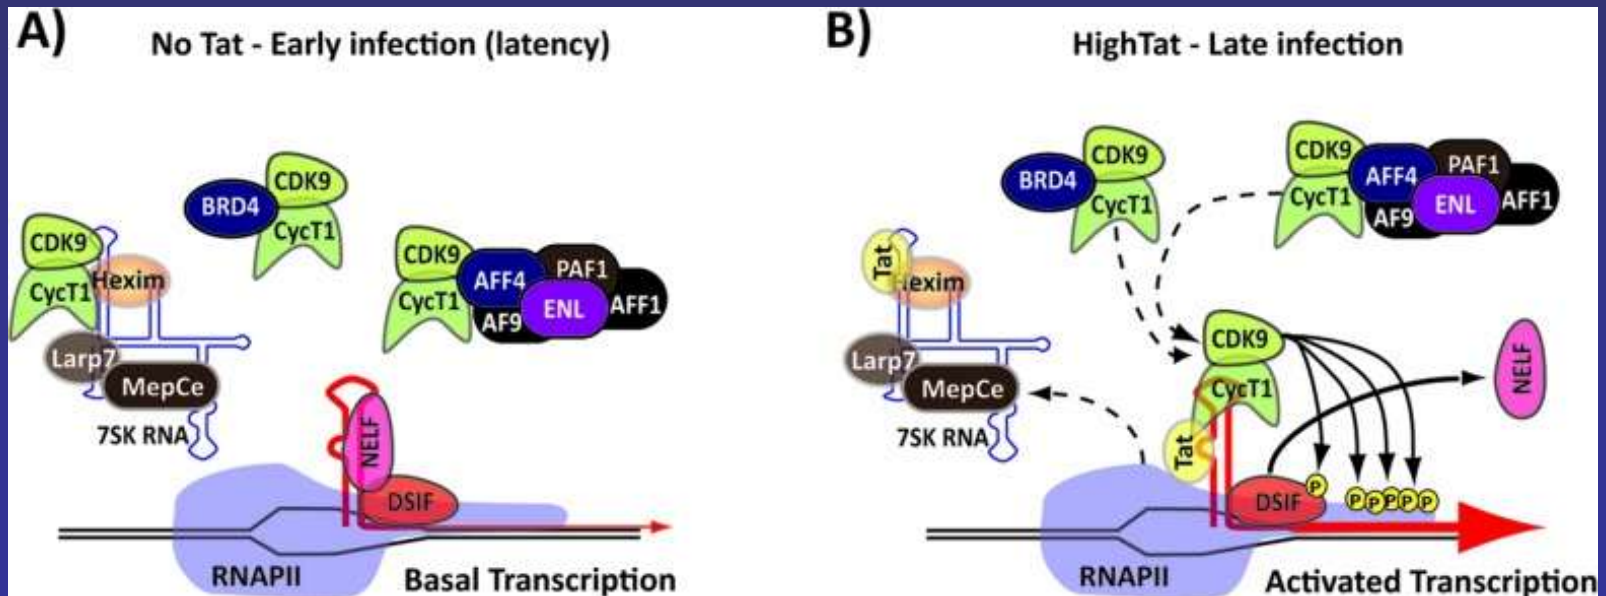 A)
No Tat - Early infection (latency)
CDK9
BRD4
CycT1
CDK9
Hexim
CycT1
CDK9
PAF1
AFF4
CycT1
ENL
AFF1
AF9
Larp7
MepCe
7SK RNA
NELF
DSIF
RNAPII
Basal Transcription
B)
HighTat - Late infection
CDK9
BRD4
CycT1
CDK9
PAF1
AFF4
CycT1
ENL
AFF1
AF9
Tat
Hexim
Larp7
MepCe
7SK RNA
CDK9
CycT1
NELF
Tat
DSIF
P
P P P P P
RNAPII
Activated Transcription